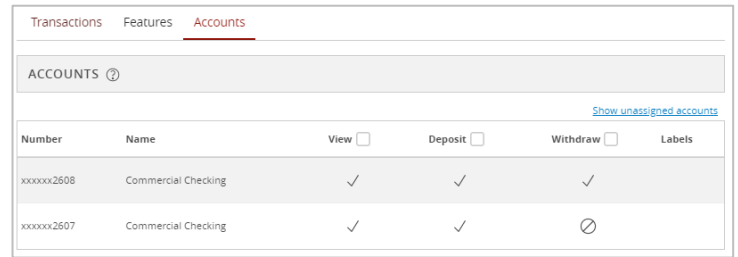 Transactions Features Accounts
ACCOUNTS
Show unassigned accounts
Number Name View Deposit Withdraw Labels
xxxxxx2608 Commercial Checking
xxxxxx2607 Commercial Checking